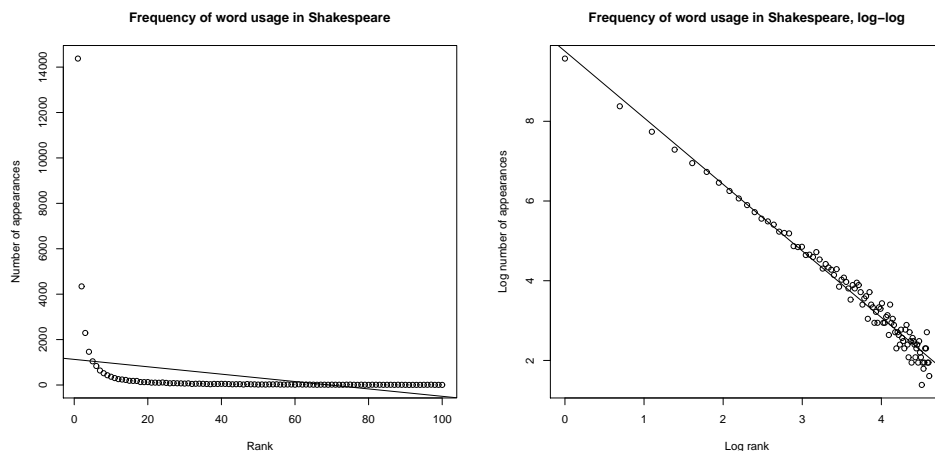 Frequency of word usage in Shakespeare
Number of appearances
14000
12000
10000
8000
6000
4000
2000
0
0 20 40 60 80 100
Rank
Frequency of word usage in Shakespeare, log−log
Log number of appearances
8
6
4
2
0 1 2 3 4
Log rank